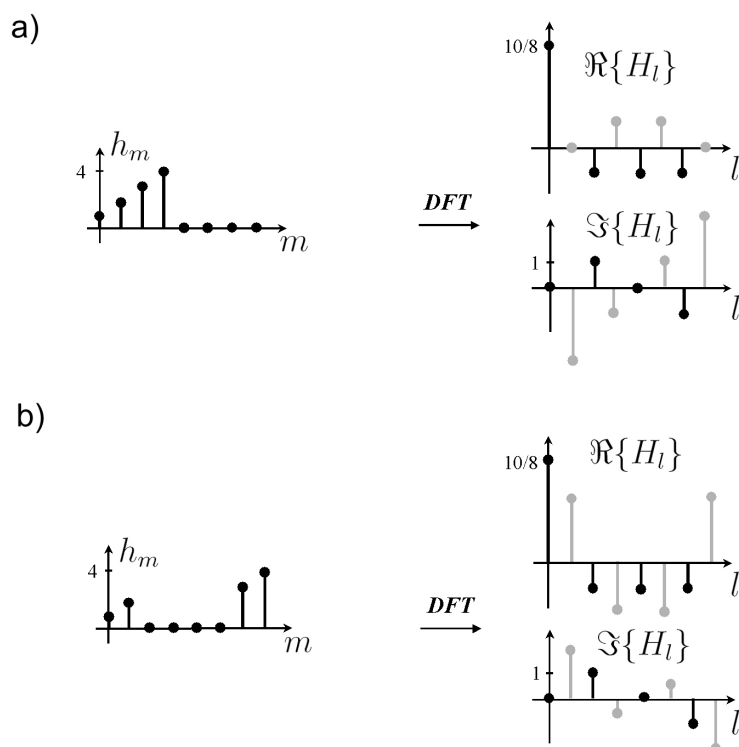 a)
10/8
ℜ{H_l}
l
h_m
4
m
DFT
ℑ{H_l}
1
l
b)
10/8
ℜ{H_l}
l
h_m
4
m
DFT
ℑ{H_l}
1
l